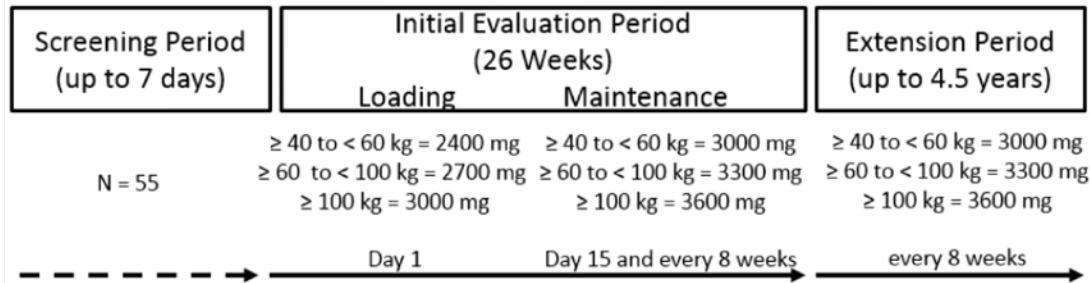 Screening Period
(up to 7 days)
Initial Evaluation Period
(26 Weeks)
Loading Maintenance
Extension Period
(up to 4.5 years)
N = 55
≥ 40 to < 60 kg = 2400 mg
≥ 60 to < 100 kg = 2700 mg
≥ 100 kg = 3000 mg
Day 1
≥ 40 to < 60 kg = 3000 mg
≥ 60 to < 100 kg = 3300 mg
≥ 100 kg = 3600 mg
Day 15 and every 8 weeks
≥ 40 to < 60 kg = 3000 mg
≥ 60 to < 100 kg = 3300 mg
≥ 100 kg = 3600 mg
every 8 weeks